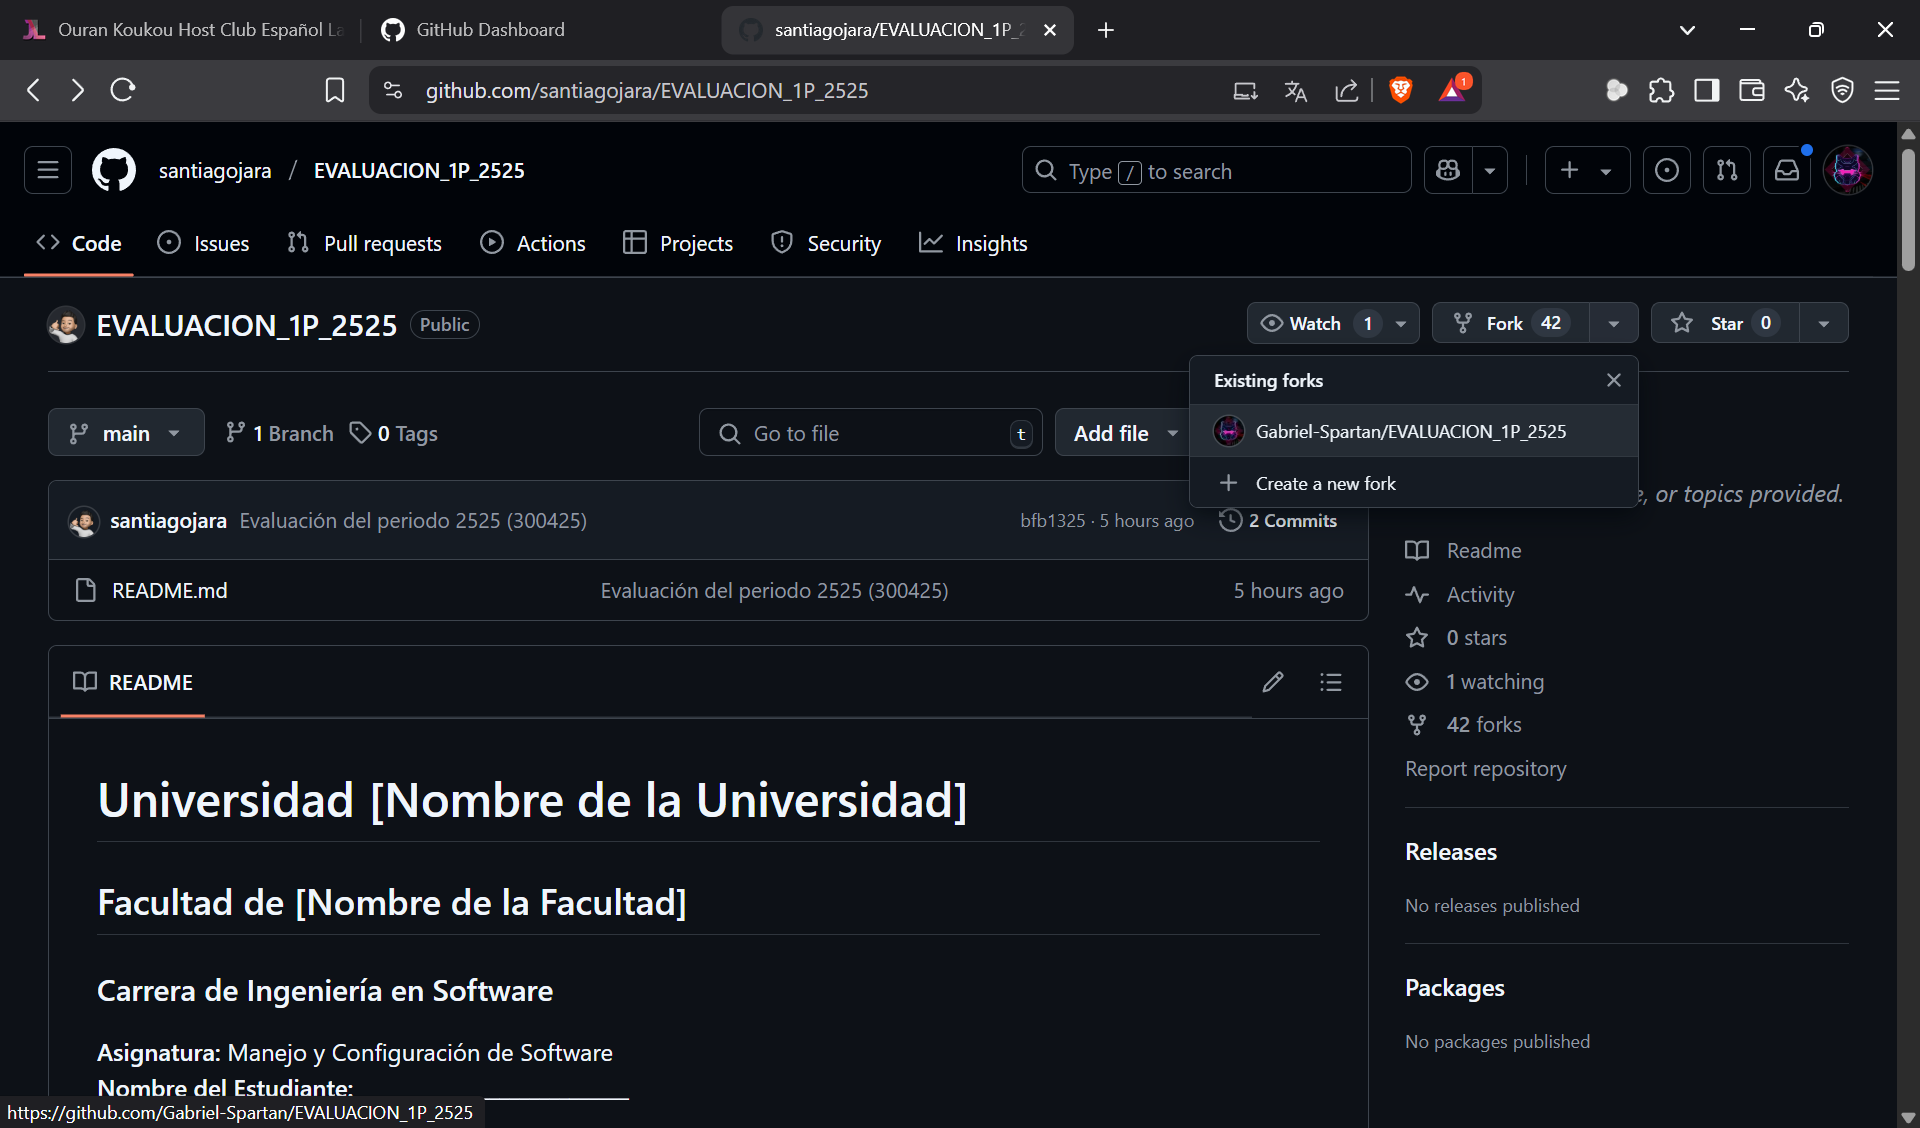 Ouran Koukou Host Club Español La
GitHub Dashboard
santiagojara/EVALUACION_1P_2
github.com/santiagojara/EVALUACION_1P_2525
1
santiagojara / EVALUACION_1P_2525
Type / to search
Code
Issues
Pull requests
Actions
Projects
Security
Insights
EVALUACION_1P_2525
Public
Watch 1
Fork 42
Star 0
Existing forks
Gabriel-Spartan/EVALUACION_1P_2525
Create a new fork
main
1 Branch
0 Tags
Go to file
t
Add file
, or topics provided.
santiagojara Evaluación del periodo 2525 (300425)
bfb1325 · 5 hours ago
2 Commits
README.md
Evaluación del periodo 2525 (300425)
5 hours ago
Readme
Activity
0 stars
1 watching
42 forks
Report repository
README
Universidad [Nombre de la Universidad]
Facultad de [Nombre de la Facultad]
Carrera de Ingeniería en Software
Asignatura: Manejo y Configuración de Software
Nombre del Estudiante:
Releases
No releases published
Packages
No packages published
https://github.com/Gabriel-Spartan/EVALUACION_1P_2525